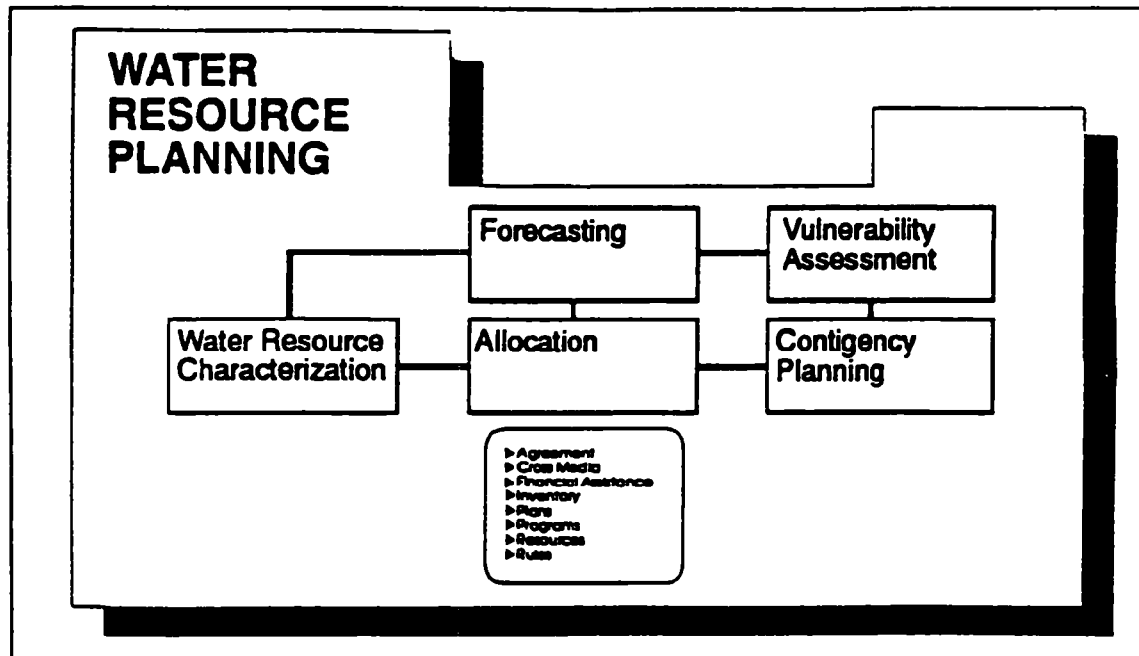 WATER
RESOURCE
PLANNING
Forecasting
Vulnerability
Assessment
Water Resource
Characterization
Allocation
Contigency
Planning
▶Agreement
▶Cross Media
▶Financial Assistance
▶Inventory
▶Plans
▶Programs
▶Resources
▶Rules